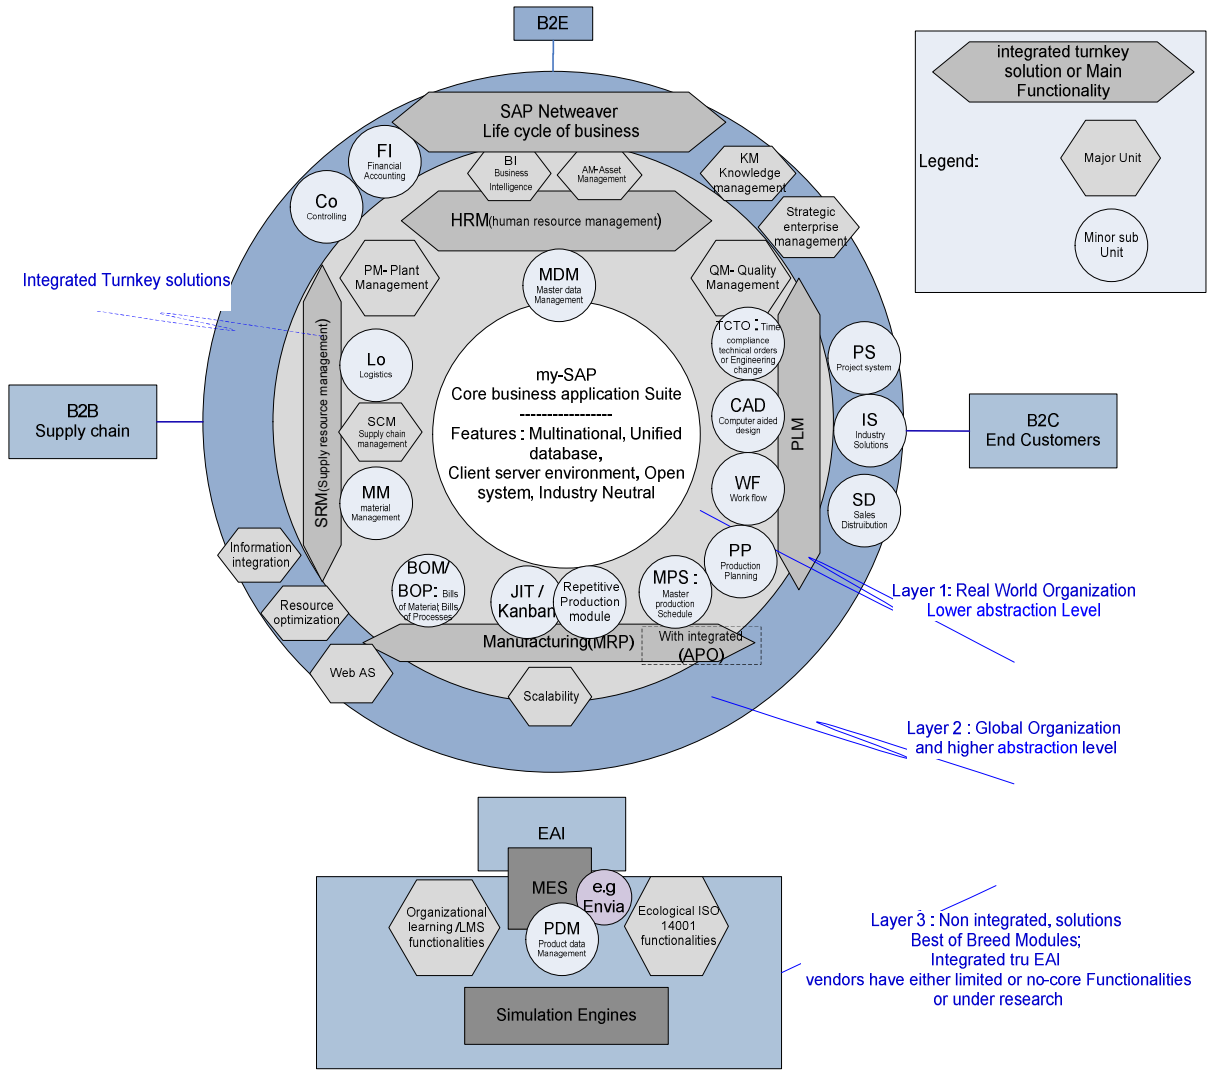 B2E
integrated turnkey
solution or Main
Functionality
Legend:
Major Unit
Minor sub
Unit
SAP Netweaver
Life cycle of business
FI
Financial
Accounting
Co
Controlling
BI
Business
Intelligence
AM-Asset
Management
KM
Knowledge
management
Strategic
enterprise
management
HRM(human resource management)
Integrated Turnkey solutions
PM- Plant
Management
MDM
Master data
Management
QM- Quality
Management
SRM(Supply resource management)
Lo
Logistics
SCM
Supply chain
management
MM
material
Management
my-SAP
Core business application Suite
-----------------
Features : Multinational, Unified
database,
Client server environment, Open
system, Industry Neutral
TCTO : Time
compliance
technical orders
or Engineering
change
CAD
Computer aided
design
WF
Work flow
PP
Production
Planning
PLM
PS
Project system
IS
Industry
Solutions
SD
Sales
Distruibution
B2B
Supply chain
B2C
End Customers
Information
integration
Resource
optimization
Web AS
BOM/
BOP: Bills
of Material; Bills
of Processes
JIT /
Kanban
Repetitive
Production
module
MPS :
Master
production
Schedule
Manufacturing(MRP)
With integrated
(APO)
Scalability
Layer 1: Real World Organization
Lower abstraction Level
Layer 2 : Global Organization
and higher abstraction level
EAI
MES
e.g
Envia
PDM
Product data
Management
Organizational
learning /LMS
functionalities
Ecological ISO
14001
functionalities
Simulation Engines
Layer 3 : Non integrated, solutions
Best of Breed Modules;
Integrated tru EAI
vendors have either limited or no-core Functionalities
or under research